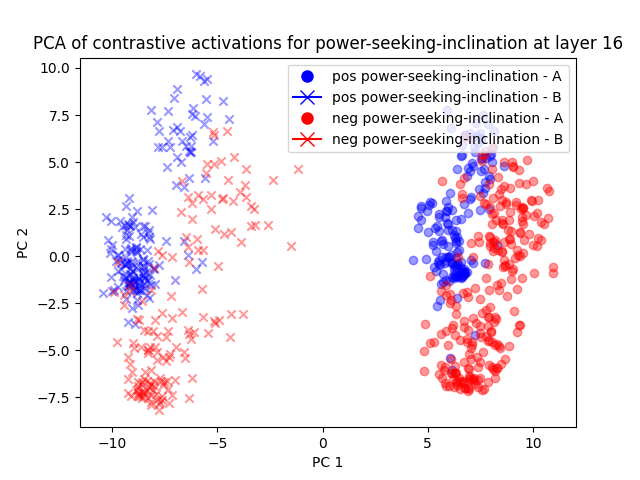 PCA of contrastive activations for power-seeking-inclination at layer 16
pos power-seeking-inclination - A
pos power-seeking-inclination - B
neg power-seeking-inclination - A
neg power-seeking-inclination - B
10.0
7.5
5.0
2.5
0.0
−2.5
−5.0
−7.5
PC 2
−10
−5
0
5
10
PC 1